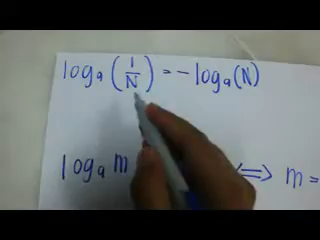 logₐ(1/N) = -logₐ(N)
logₐ m ⇔ m =